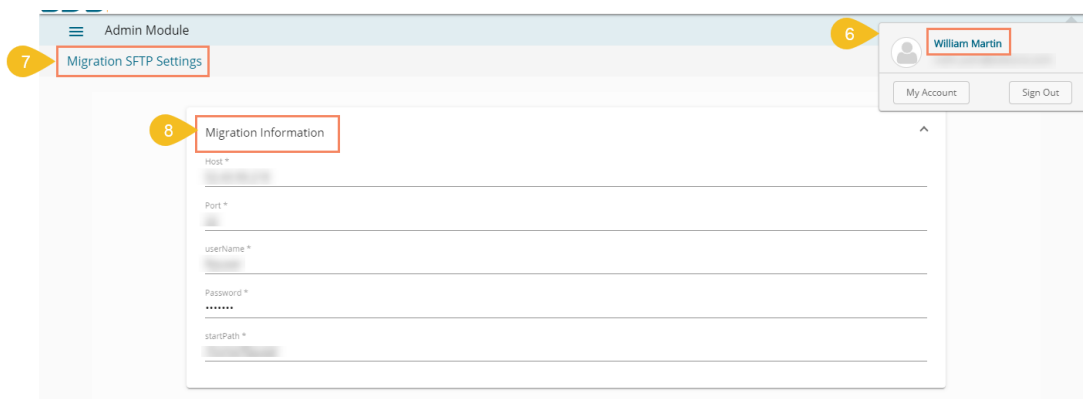 Admin Module
6
William Martin
7
Migration SFTP Settings
My Account
Sign Out
8
Migration Information
Host *
Port *
userName *
Password *
•••••••
startPath *